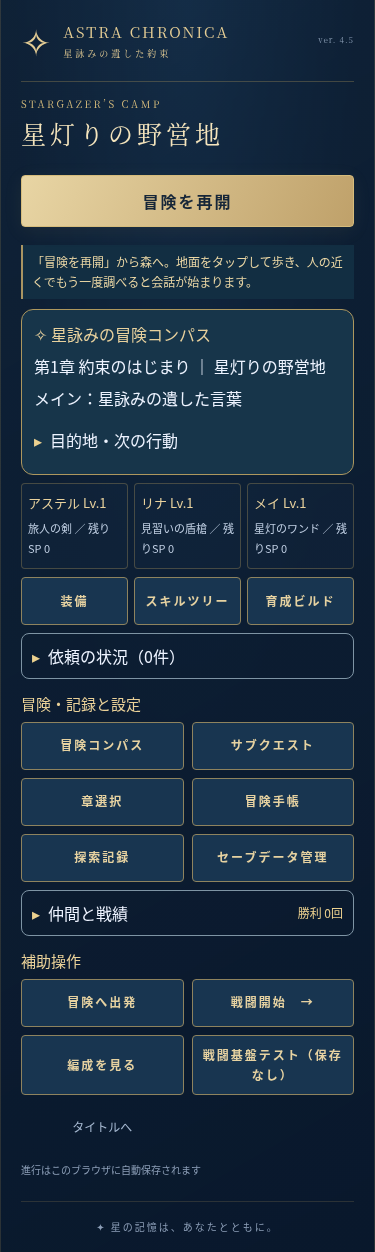 ASTRA CHRONICA
星詠みの遺した約束
ver. 4.5
STARGAZER'S CAMP
星灯りの野営地
冒険を再開
「冒険を再開」から森へ。地面をタップして歩き、人の近
くでもう一度調べると会話が始まります。
✧ 星詠みの冒険コンパス
第1章 約束のはじまり ｜ 星灯りの野営地
メイン：星詠みの遺した言葉
▸ 目的地・次の行動
アステル Lv.1
旅人の剣 ／ 残り
SP 0
リナ Lv.1
見習いの盾槍 ／ 残
りSP 0
メイ Lv.1
星灯のワンド ／ 残
りSP 0
装備
スキルツリー
育成ビルド
▸ 依頼の状況（0件）
冒険・記録と設定
冒険コンパス
サブクエスト
章選択
冒険手帳
探索記録
セーブデータ管理
▸ 仲間と戦績
勝利 0回
補助操作
冒険へ出発
戦闘開始　→
編成を見る
戦闘基盤テスト（保存
なし）
タイトルへ
進行はこのブラウザに自動保存されます
✦ 星の記憶は、あなたとともに。